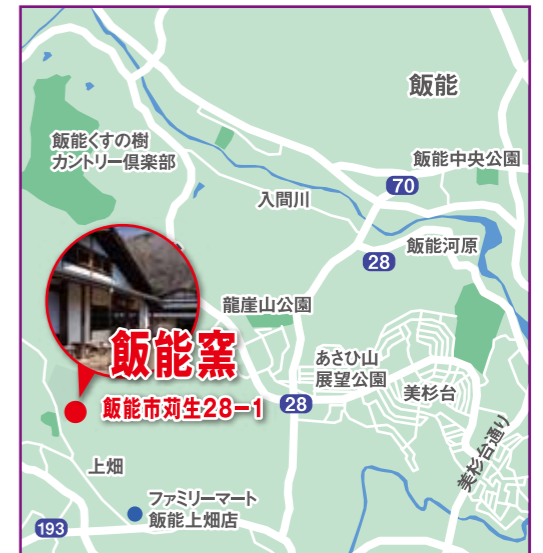 飯能
飯能くすの樹
カントリー倶楽部
飯能中央公園
70
入間川
飯能河原
28
龍崖山公園
飯能窯
あさひ山
展望公園
美杉台
飯能市苅生28-1
28
美杉台通り
上畑
ファミリーマート
飯能上畑店
193